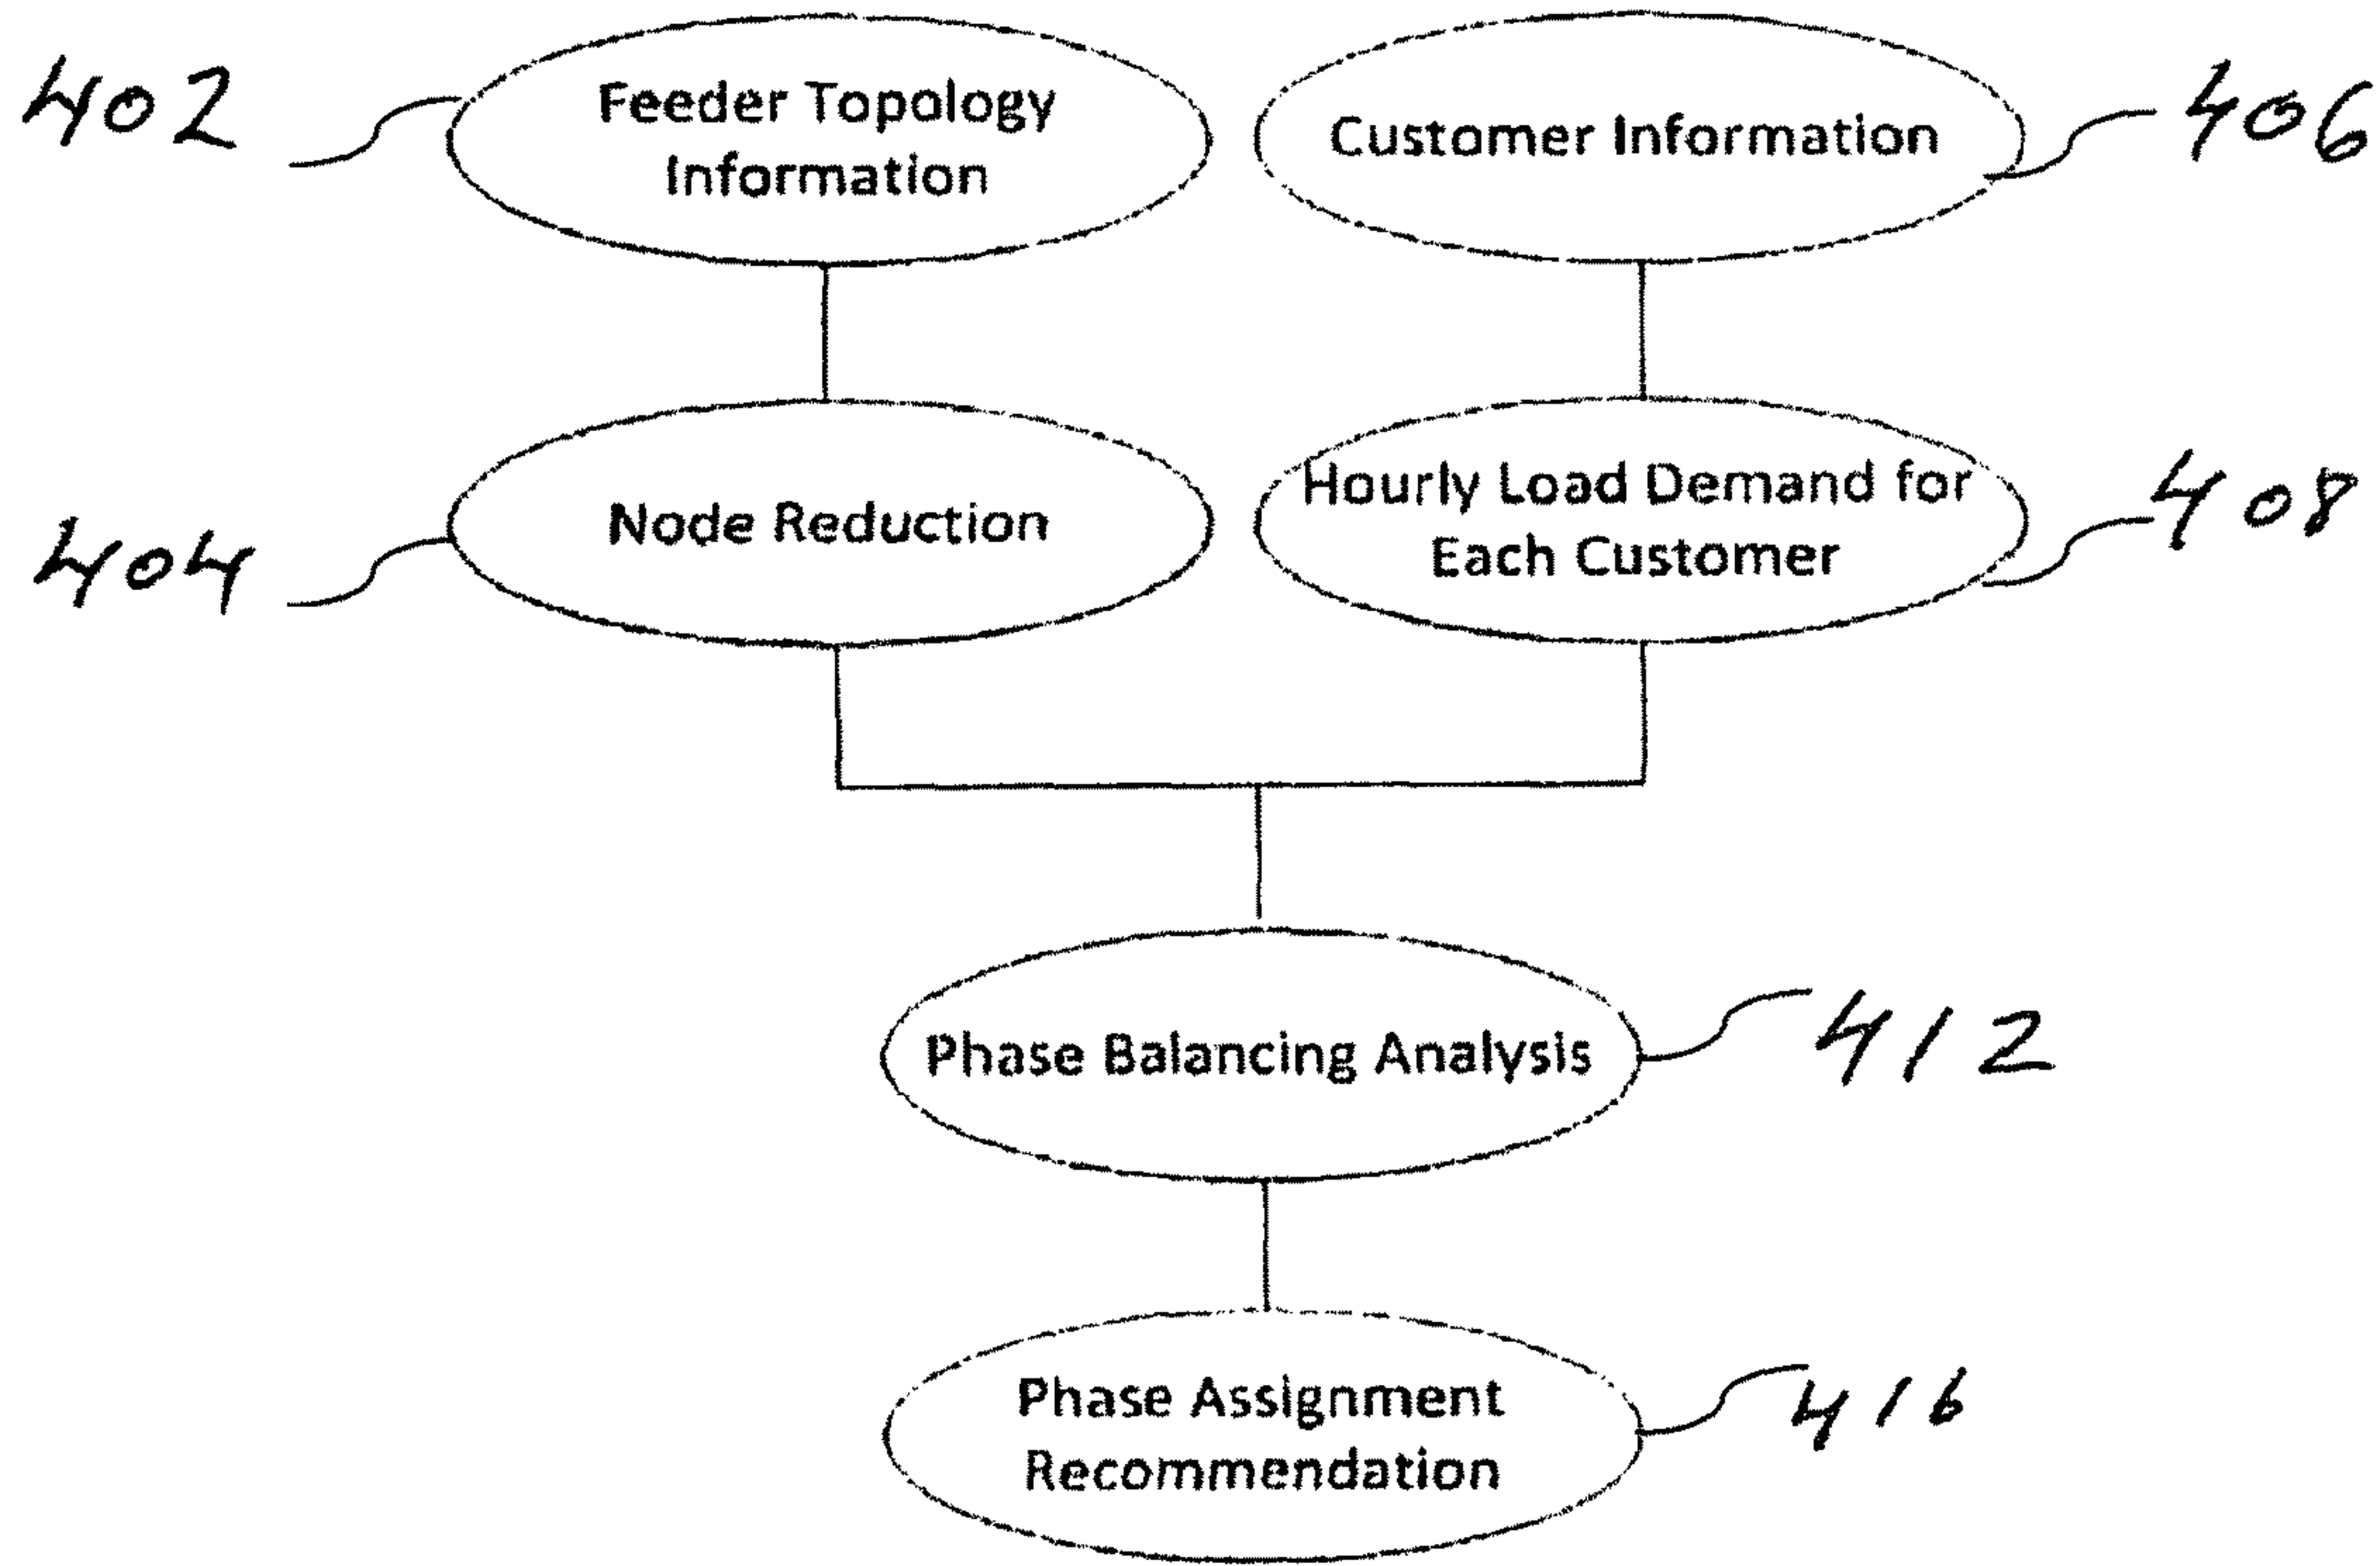 402
Feeder Topology
Information
Customer Information
406
404
Node Reduction
Hourly Load Demand for
Each Customer
408
Phase Balancing Analysis
412
Phase Assignment
Recommendation
416